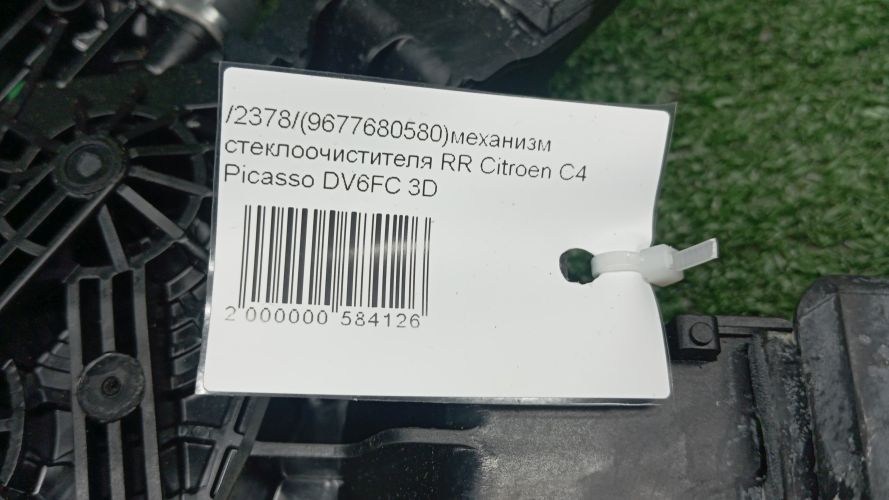 /2378/(9677680580)механизм
стеклоочистителя RR Citroen C4
Picasso DV6FC 3D
2 000000 584126